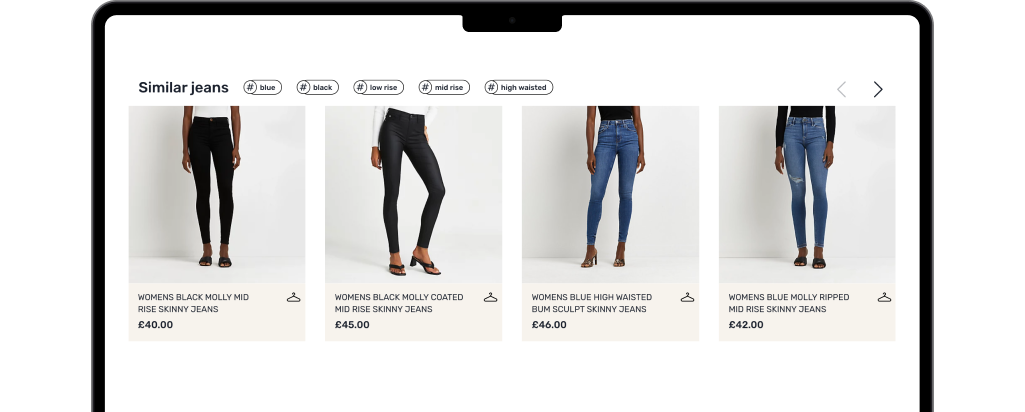 Similar jeans # blue # black # low rise # mid rise # high waisted
WOMENS BLACK MOLLY MID
RISE SKINNY JEANS
£40.00
WOMENS BLACK MOLLY COATED
MID RISE SKINNY JEANS
£45.00
WOMENS BLUE HIGH WAISTED
BUM SCULPT SKINNY JEANS
£46.00
WOMENS BLUE MOLLY RIPPED
MID RISE SKINNY JEANS
£42.00